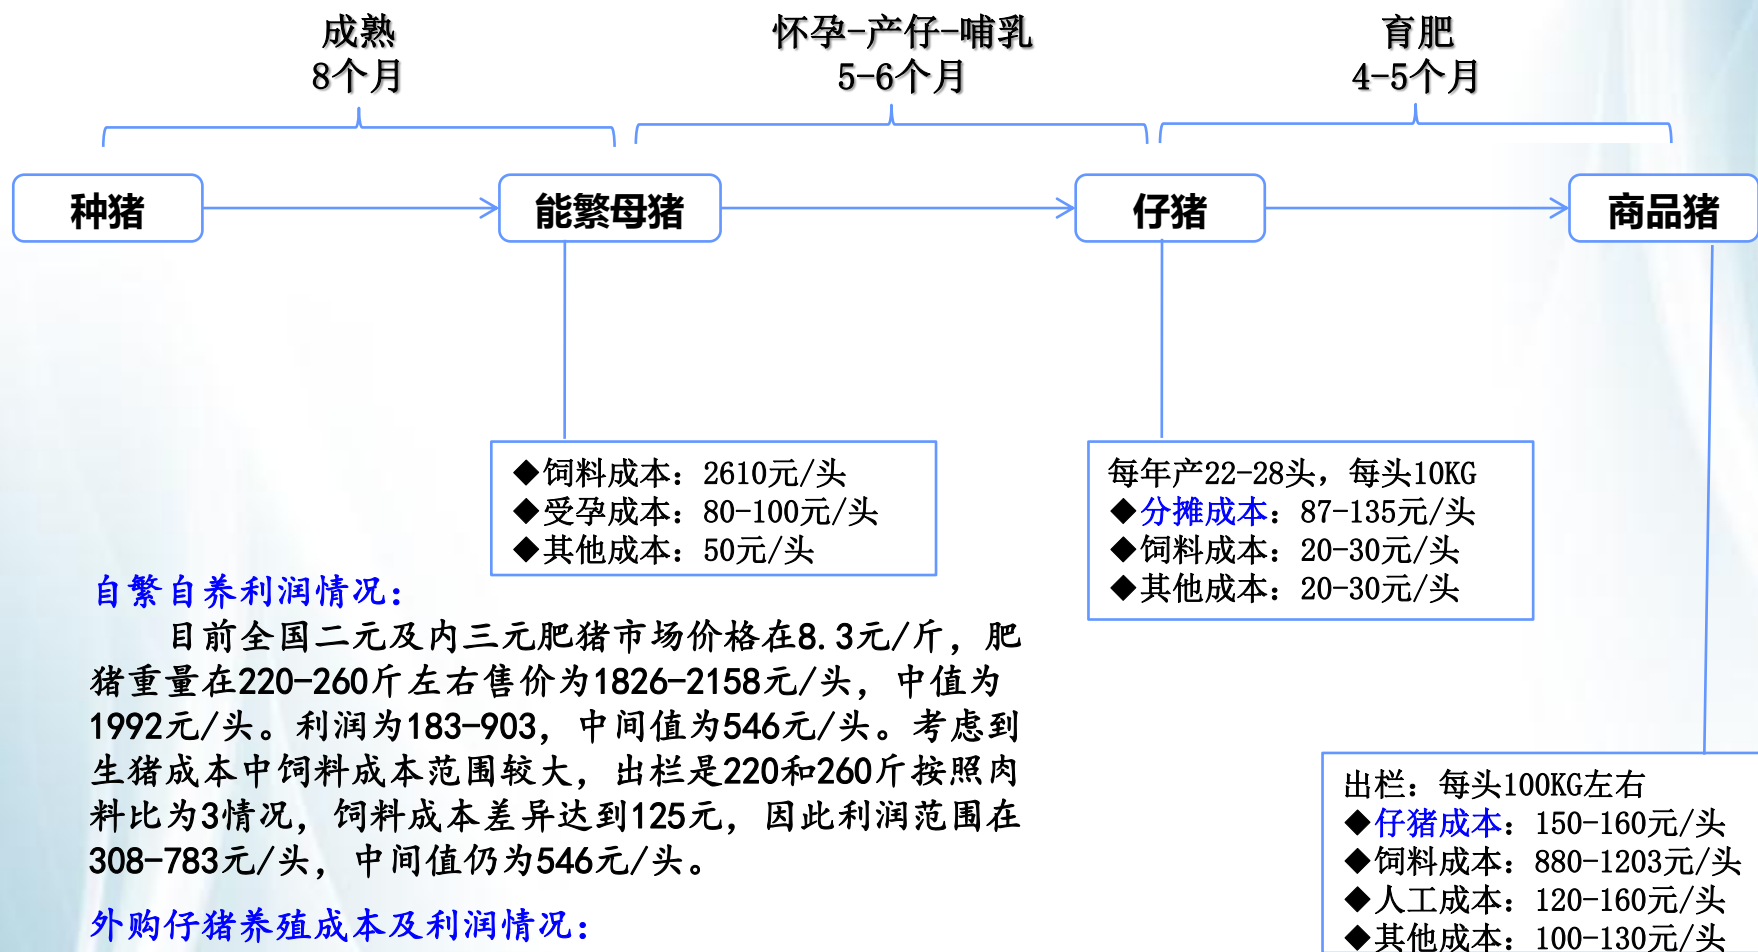 成熟
8个月
怀孕-产仔-哺乳
5-6个月
育肥
4-5个月
种猪
能繁母猪
仔猪
商品猪
◆饲料成本：2610元/头
◆受孕成本：80-100元/头
◆其他成本：50元/头
每年产22-28头，每头10KG
◆分摊成本：87-135元/头
◆饲料成本：20-30元/头
◆其他成本：20-30元/头
自繁自养利润情况：
目前全国二元及内三元肥猪市场价格在8.3元/斤，肥
猪重量在220-260斤左右售价为1826-2158元/头，中值为
1992元/头。利润为183-903，中间值为546元/头。考虑到
生猪成本中饲料成本范围较大，出栏是220和260斤按照肉
料比为3情况，饲料成本差异达到125元，因此利润范围在
308-783元/头，中间值仍为546元/头。
外购仔猪养殖成本及利润情况：
出栏：每头100KG左右
◆仔猪成本：150-160元/头
◆饲料成本：880-1203元/头
◆人工成本：120-160元/头
◆其他成本：100-130元/头